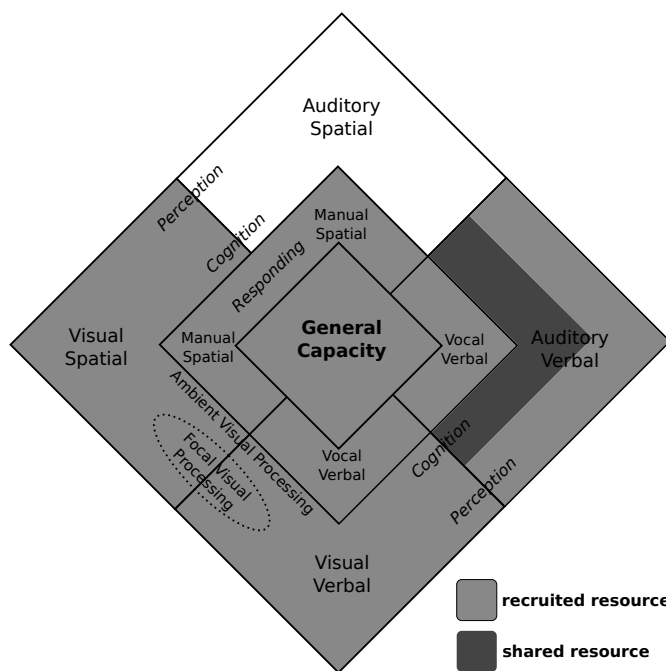 Auditory
Spatial
Perception
Cognition
Manual
Spatial
Responding
General
Capacity
Visual
Spatial
Manual
Spatial
Vocal
Verbal
Auditory
Verbal
Ambient Visual Processing
Focal Visual
Processing
Vocal
Verbal
Cognition
Perception
Visual
Verbal
recruited resource
shared resource